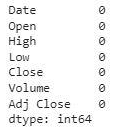 Date 0
Open 0
High 0
Low 0
Close 0
Volume 0
Adj Close 0
dtype: int64